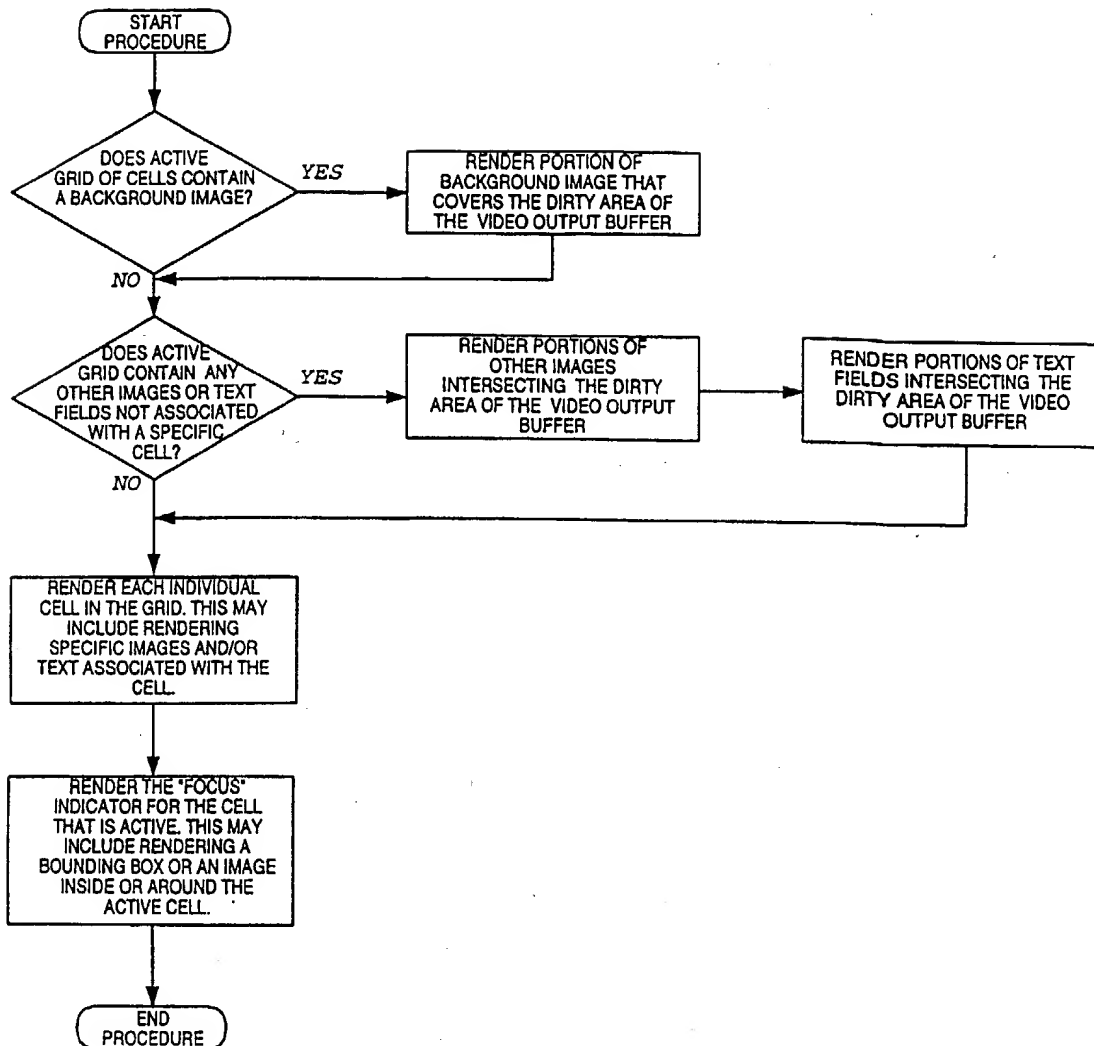 START
PROCEDURE
DOES ACTIVE
GRID OF CELLS CONTAIN
A BACKGROUND IMAGE?
YES
RENDER PORTION OF
BACKGROUND IMAGE THAT
COVERS THE DIRTY AREA OF
THE VIDEO OUTPUT BUFFER
NO
DOES ACTIVE
GRID CONTAIN ANY
OTHER IMAGES OR TEXT
FIELDS NOT ASSOCIATED
WITH A SPECIFIC
CELL?
YES
RENDER PORTIONS OF
OTHER IMAGES
INTERSECTING THE DIRTY
AREA OF THE VIDEO OUTPUT
BUFFER
RENDER PORTIONS OF TEXT
FIELDS INTERSECTING THE
DIRTY AREA OF THE VIDEO
OUTPUT BUFFER
NO
RENDER EACH INDIVIDUAL
CELL IN THE GRID. THIS MAY
INCLUDE RENDERING
SPECIFIC IMAGES AND/OR
TEXT ASSOCIATED WITH THE
CELL.
RENDER THE "FOCUS"
INDICATOR FOR THE CELL
THAT IS ACTIVE. THIS MAY
INCLUDE RENDERING A
BOUNDING BOX OR AN IMAGE
INSIDE OR AROUND THE
ACTIVE CELL.
END
PROCEDURE